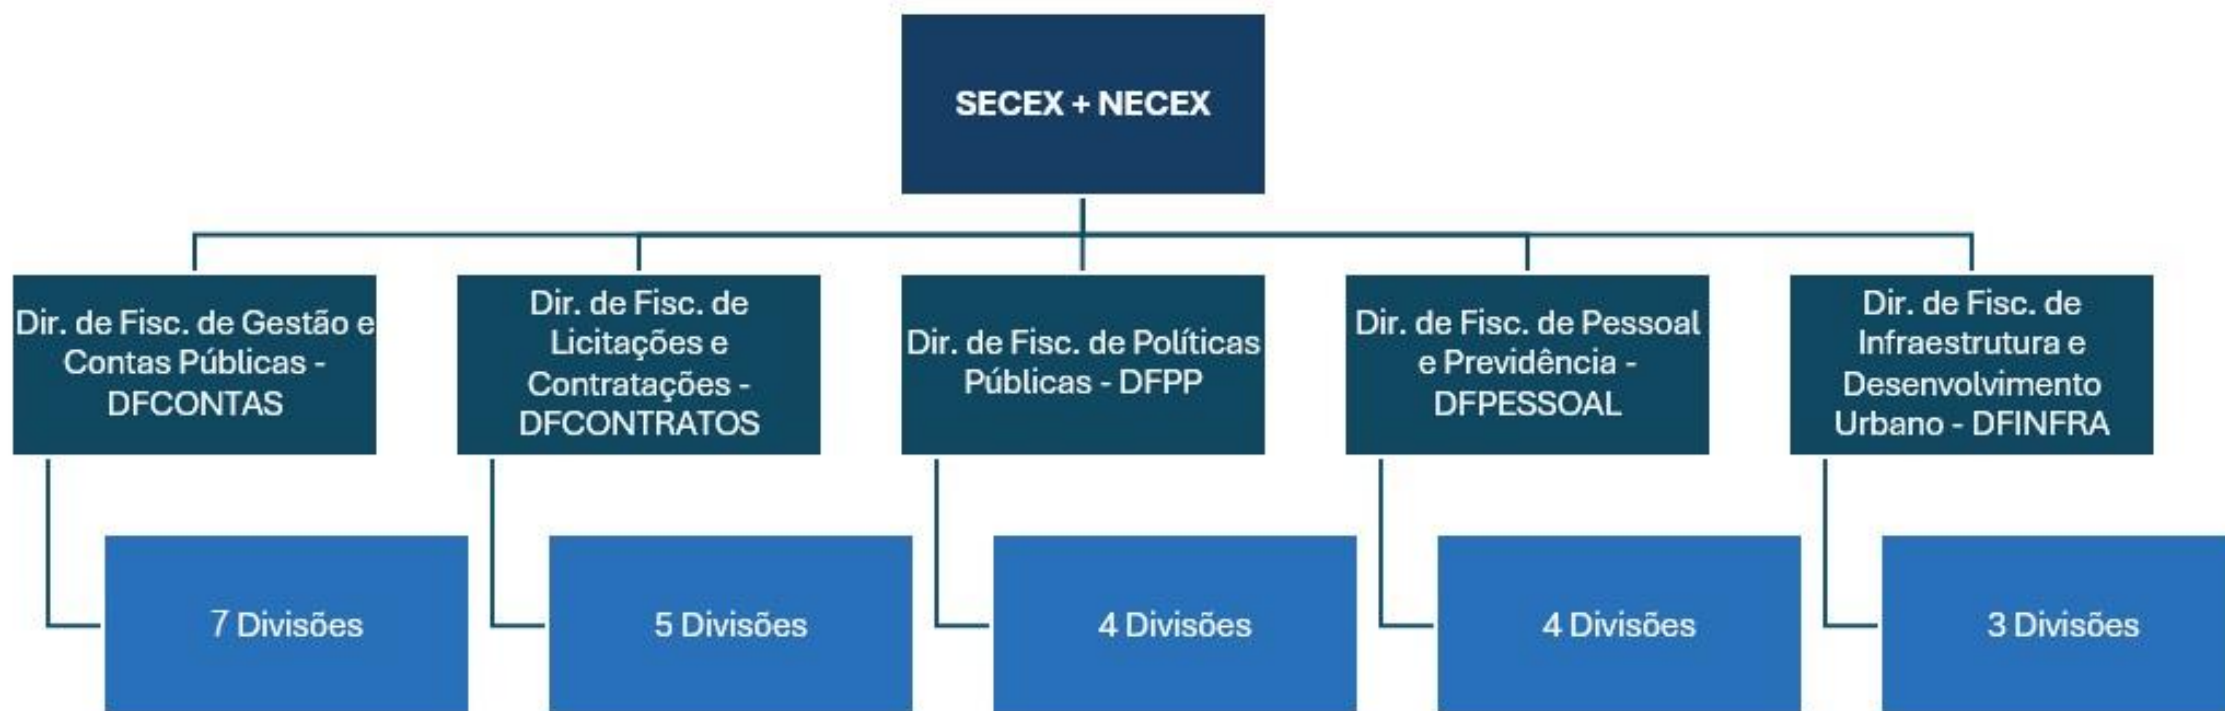 SECEX + NECEX
Dir. de Fisc. de Gestão e
Contas Públicas -
DFCONTAS
Dir. de Fisc. de
Licitações e
Contratações -
DFCONTRATOS
Dir. de Fisc. de Políticas
Públicas - DFPP
Dir. de Fisc. de Pessoal
e Previdência -
DFPESSOAL
Dir. de Fisc. de
Infraestrutura e
Desenvolvimento
Urbano - DFINFRA
7 Divisões
5 Divisões
4 Divisões
4 Divisões
3 Divisões